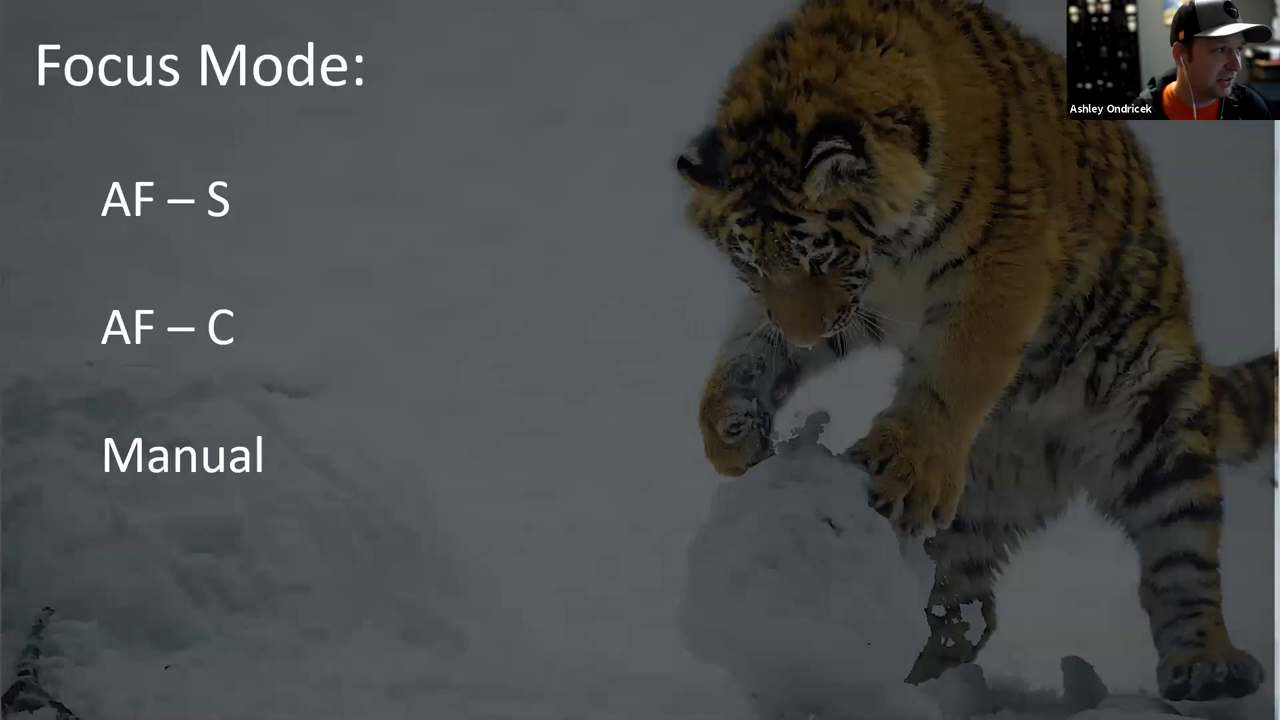 Focus Mode:
AF – S
AF – C
Manual
Ashley Ondricek